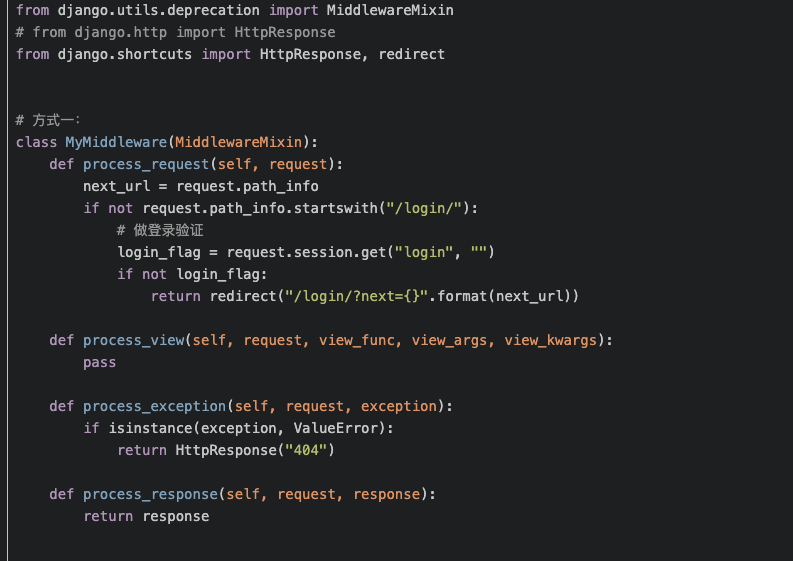 from django.utils.deprecation import MiddlewareMixin
# from django.http import HttpResponse
from django.shortcuts import HttpResponse, redirect
# 方式一:
class MyMiddleware(MiddlewareMixin):
    def process_request(self, request):
        next_url = request.path_info
        if not request.path_info.startswith("/login/"):
            # 做登录验证
            login_flag = request.session.get("login", "")
            if not login_flag:
                return redirect("/login/?next={}".format(next_url))
    def process_view(self, request, view_func, view_args, view_kwargs):
        pass
    def process_exception(self, request, exception):
        if isinstance(exception, ValueError):
            return HttpResponse("404")
    def process_response(self, request, response):
        return response